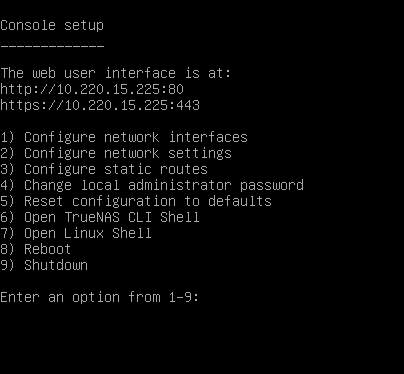 Console setup
-------------
The web user interface is at:
http://10.220.15.225:80
https://10.220.15.225:443
1) Configure network interfaces
2) Configure network settings
3) Configure static routes
4) Change local administrator password
5) Reset configuration to defaults
6) Open TrueNAS CLI Shell
7) Open Linux Shell
8) Reboot
9) Shutdown
Enter an option from 1-9: